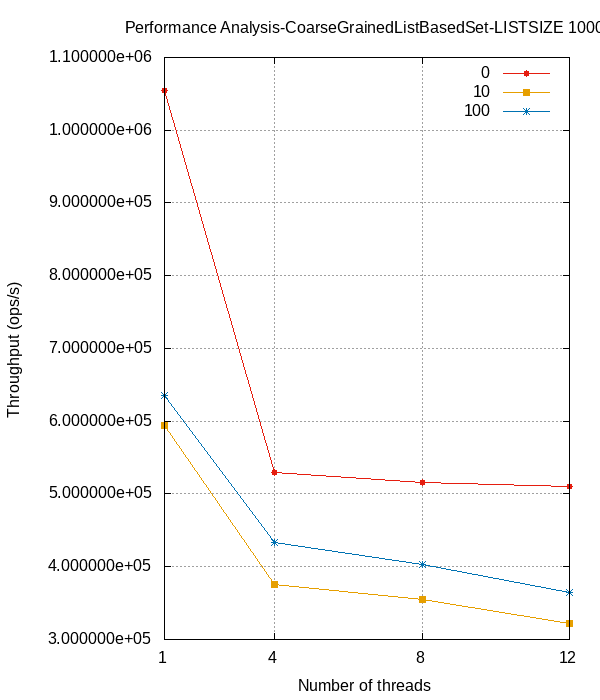 Performance Analysis-CoarseGrainedListBasedSet-LISTSIZE 1000
1.100000e+06
1.000000e+06
9.000000e+05
8.000000e+05
7.000000e+05
6.000000e+05
5.000000e+05
4.000000e+05
3.000000e+05
Throughput (ops/s)
0
10
100
1 4 8 12
Number of threads